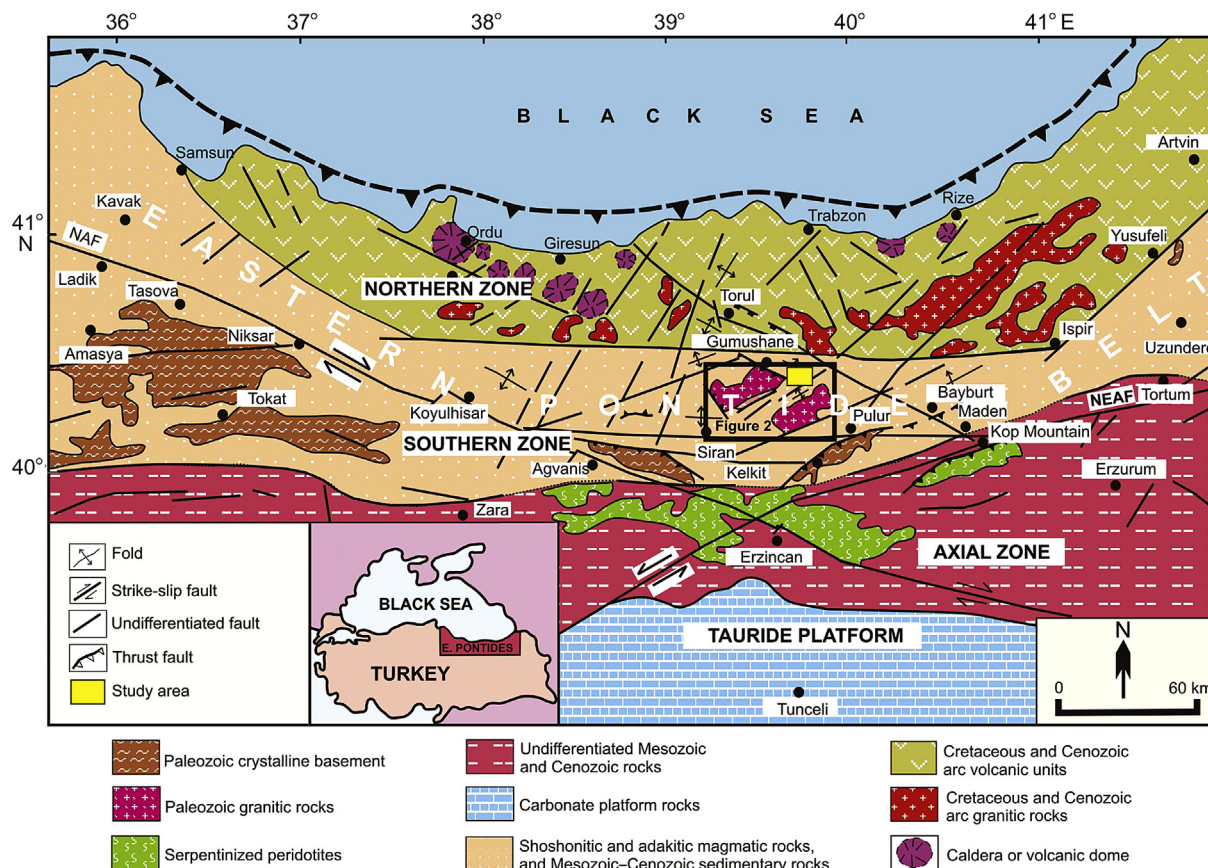 36° 37° 38° 39° 40° 41° E
BLACK SEA
Artvin
Samsun
Rize
Kavak
Trabzon
41°
N
NAF
Ordu
Giresun
Yusufeli
Ladik
NORTHERN ZONE
Tasova
Torul
Ispir
Niksar
Gumushane
Uzundere
Amasya
EASTERN PONTIDE BELT
Tokat
Koyulhisar
Bayburt
NEAF
Tortum
Figure 2
Pulur
Maden
SOUTHERN ZONE
Siran
Kop Mountain
40°
Agvanis
Kelkit
Erzurum
Zara
Erzincan
AXIAL ZONE
TAURIDE PLATFORM
Tunceli
N
0 60 km
Fold
Strike-slip fault
Undifferentiated fault
Thrust fault
Study area
BLACK SEA
E. PONTIDES
TURKEY
Paleozoic crystalline basement
Paleozoic granitic rocks
Serpentinized peridotites
Undifferentiated Mesozoic
and Cenozoic rocks
Carbonate platform rocks
Shoshonitic and adakitic magmatic rocks,
and Mesozoic–Cenozoic sedimentary rocks
Cretaceous and Cenozoic
arc volcanic units
Cretaceous and Cenozoic
arc granitic rocks
Caldera or volcanic dome